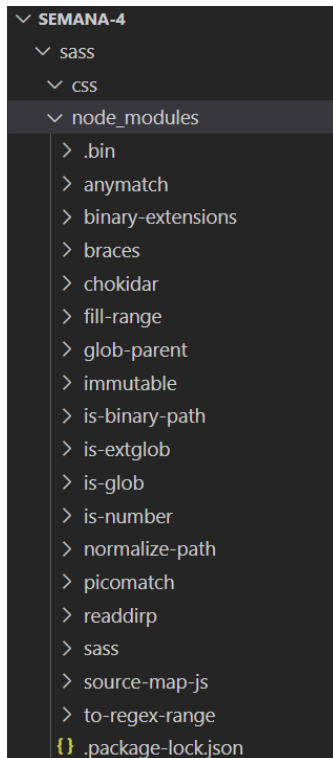 SEMANA-4
sass
css
node_modules
.bin
anymatch
binary-extensions
braces
chokidar
fill-range
glob-parent
immutable
is-binary-path
is-extglob
is-glob
is-number
normalize-path
picomatch
readdirp
sass
source-map-js
to-regex-range
{} .package-lock.json